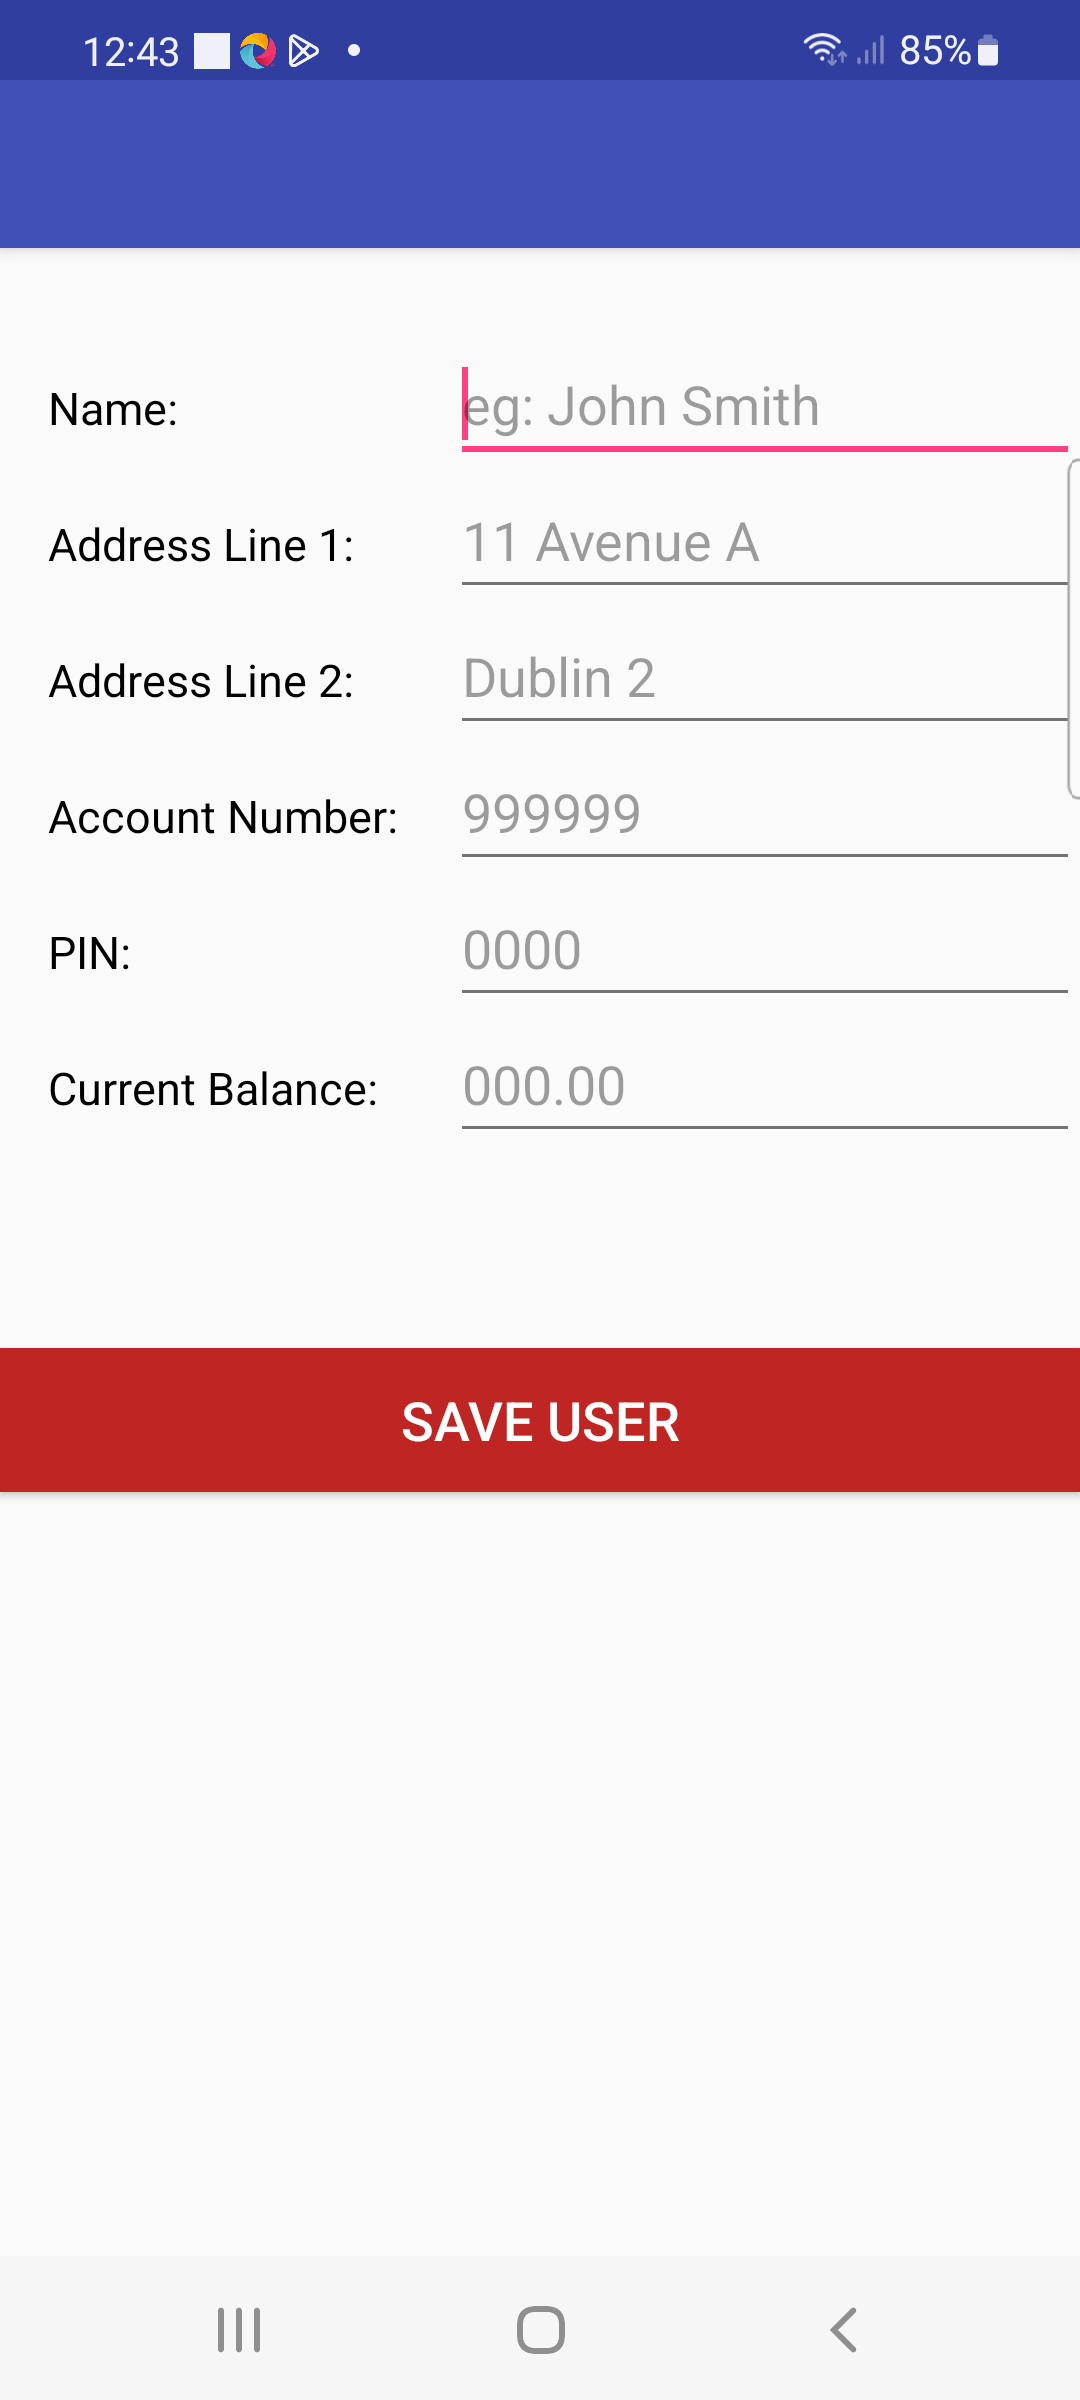 12:43 85%
Name: eg: John Smith
Address Line 1: 11 Avenue A
Address Line 2: Dublin 2
Account Number: 999999
PIN: 0000
Current Balance: 000.00
SAVE USER